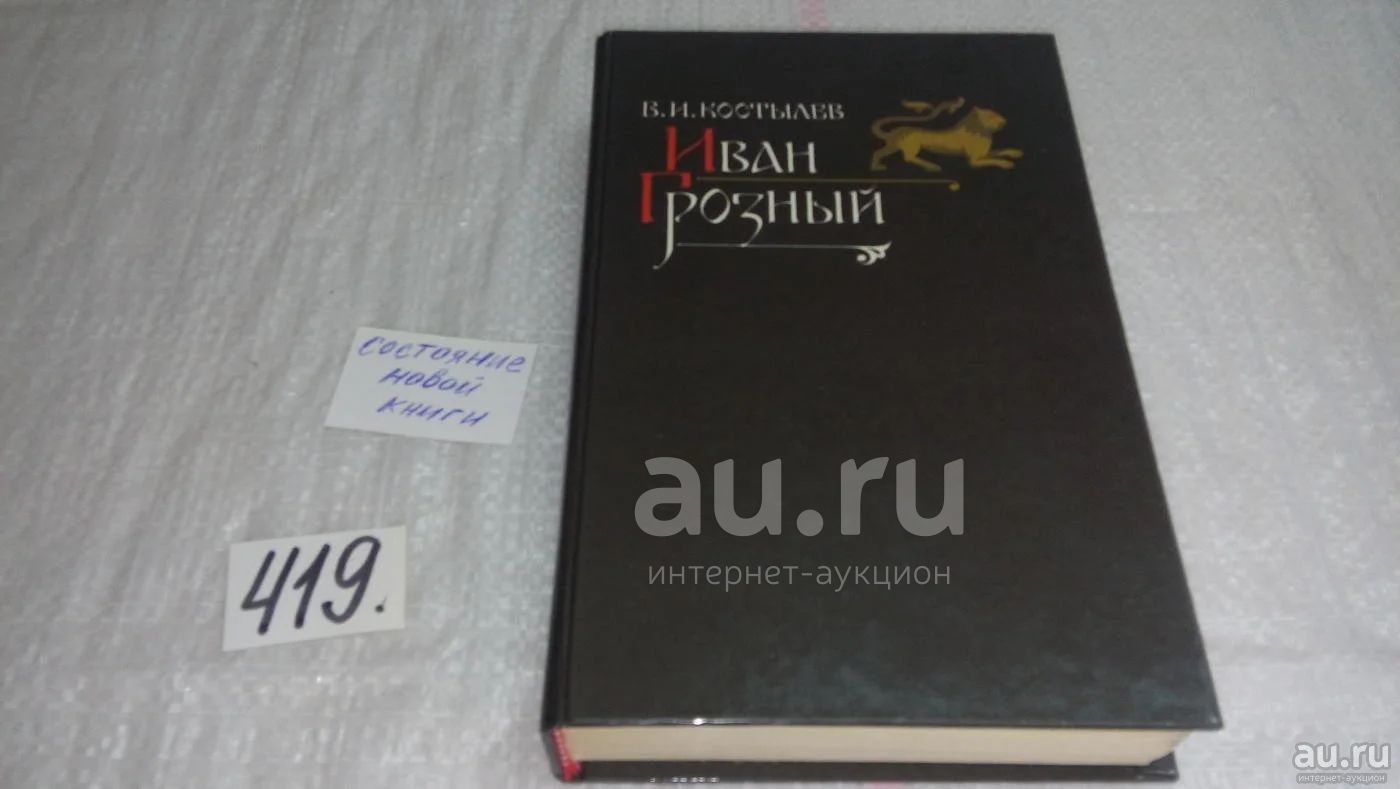 В. И. КОСТЫЛЕВ
ИВАН
ГРОЗНЫЙ
состояние
новой
книги
419.
au.ru
интернет-аукцион
au.ru
интернет-аукцион